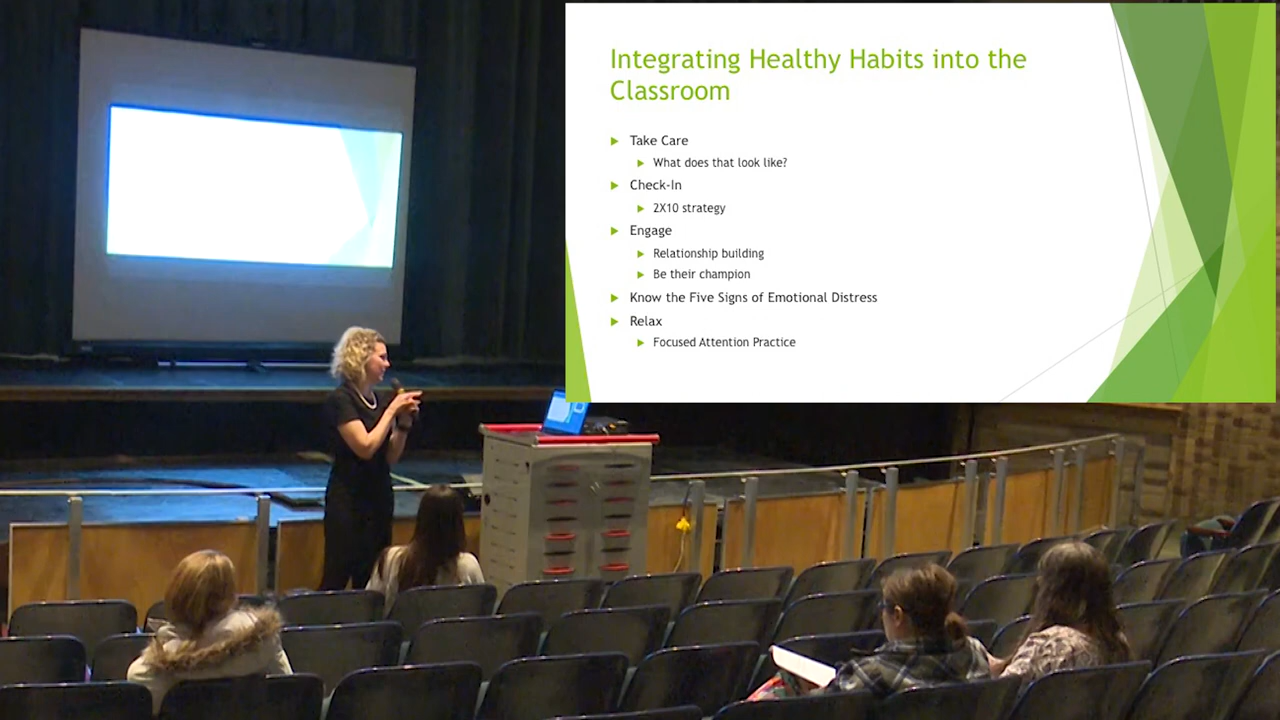 Integrating Healthy Habits into the
Classroom
Take Care
What does that look like?
Check-In
2X10 strategy
Engage
Relationship building
Be their champion
Know the Five Signs of Emotional Distress
Relax
Focused Attention Practice